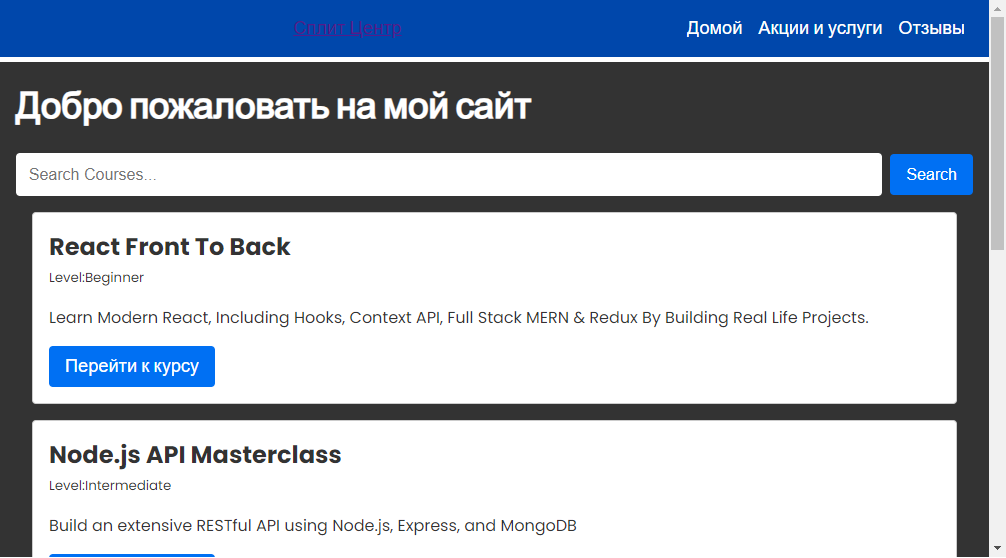 Сплит Центр
Домой Акции и услуги Отзывы
Добро пожаловать на мой сайт
Search Courses...
Search
React Front To Back
Level:Beginner
Learn Modern React, Including Hooks, Context API, Full Stack MERN & Redux By Building Real Life Projects.
Перейти к курсу
Node.js API Masterclass
Level:Intermediate
Build an extensive RESTful API using Node.js, Express, and MongoDB